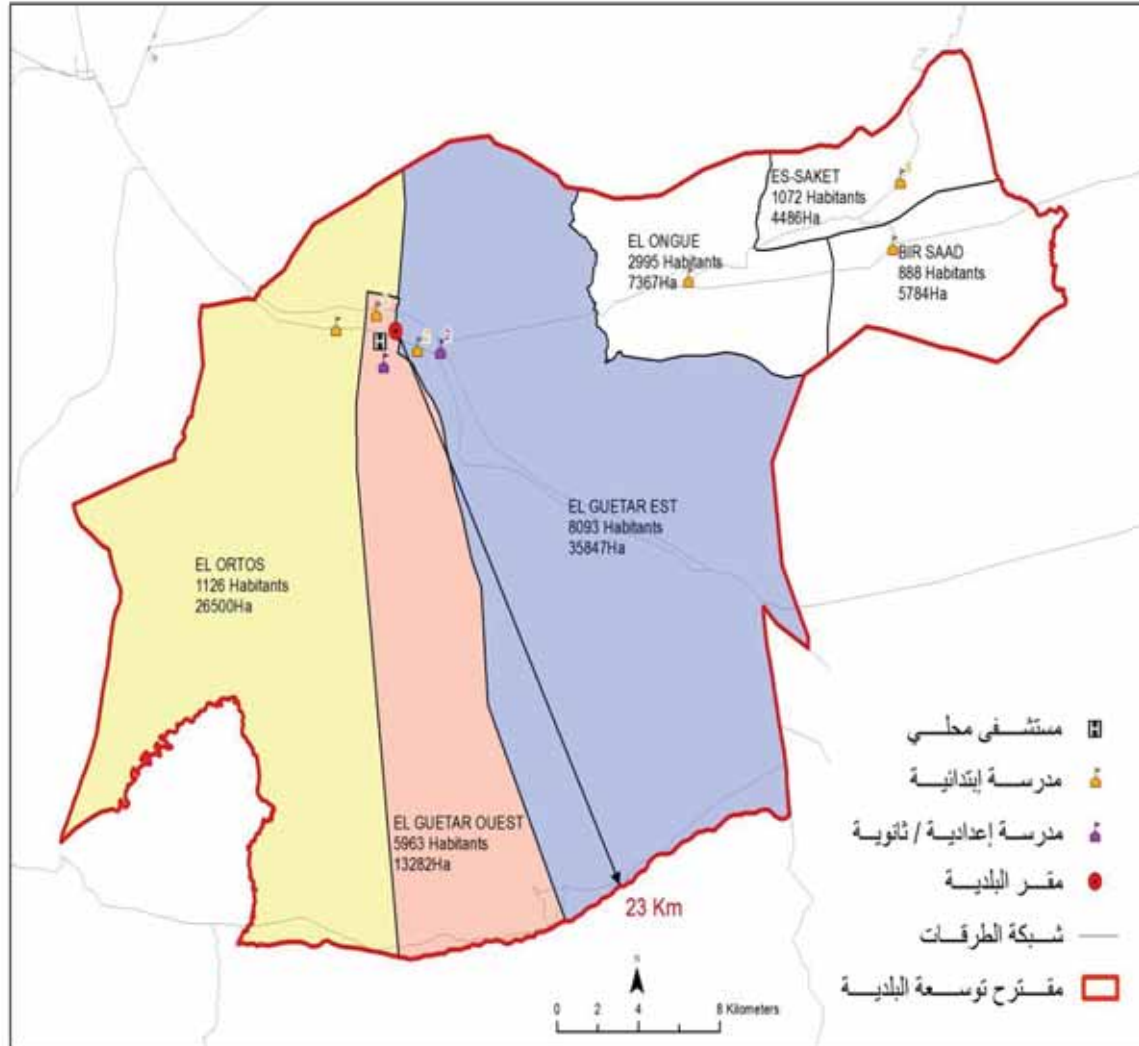 ES-SAKET
1072 Habitants
4486Ha
EL ONGUE
2995 Habitants
7367Ha
BIR SAAD
888 Habitants
5784Ha
EL GUETAR EST
8093 Habitants
35847Ha
EL ORTOS
1126 Habitants
26500Ha
EL GUETAR OUEST
5963 Habitants
13282Ha
23 Km
مستشفى محلي
H
مدرسة إبتدائية
مدرسة إعدادية / ثانوية
مقر البلدية
شبكة الطرقات
مقترح توسعة البلدية
N
0 2 4 8 Kilometers